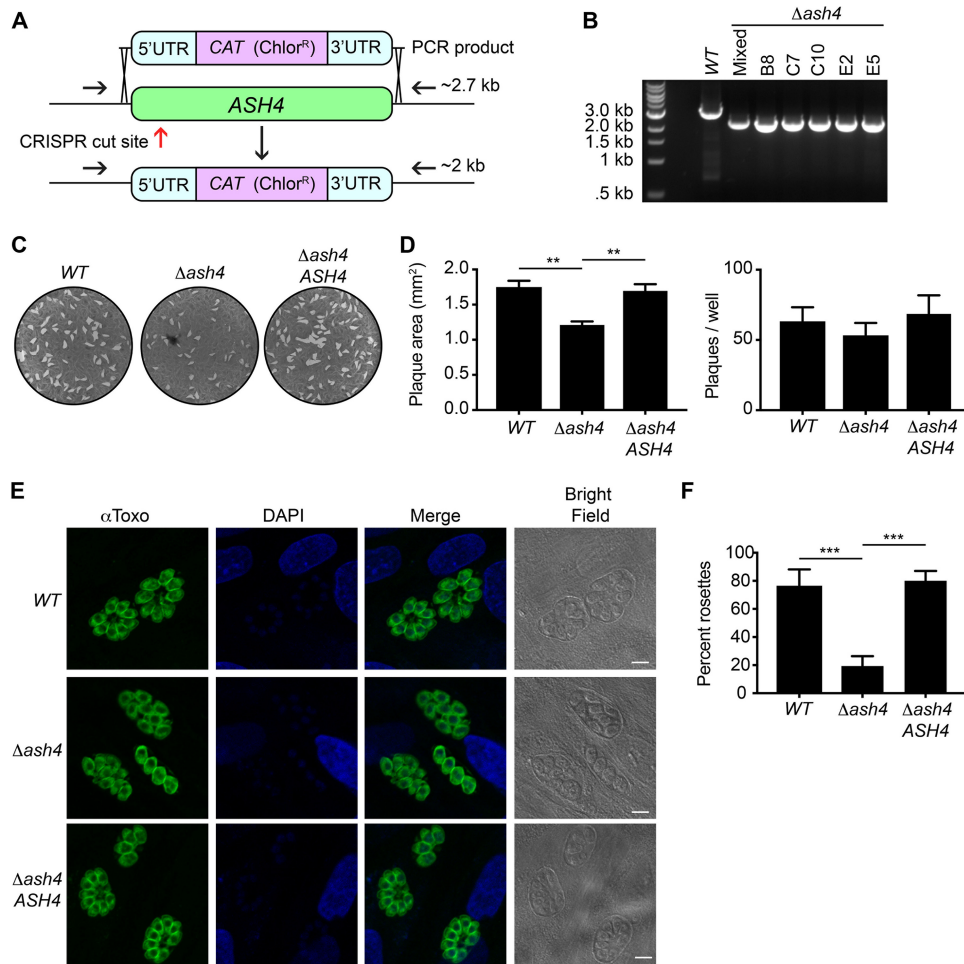 A
5’UTR CAT (Chlorᴿ) 3’UTR PCR product
~2.7 kb
ASH4
CRISPR cut site
~2 kb
5’UTR CAT (Chlorᴿ) 3’UTR
B
Δash4
WT Mixed B8 C7 C10 E2 E5
3.0 kb
2.0 kb
1.5 kb
1 kb
.5 kb
C
WT Δash4 Δash4
ASH4
D
** **
Plaque area (mm²)
2.0
1.5
1.0
0.5
0.0
WT Δash4 Δash4
ASH4
Plaques / well
100
50
0
WT Δash4 Δash4
ASH4
E
αToxo DAPI Merge Bright
Field
WT
Δash4
Δash4
ASH4
F
*** ***
Percent rosettes
100
80
60
40
20
0
WT Δash4 Δash4
ASH4